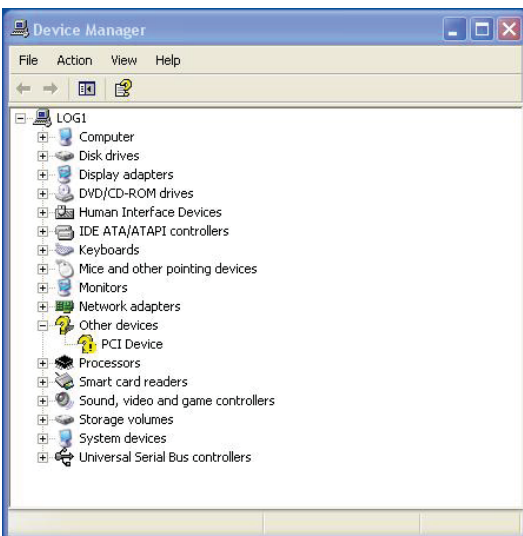 Device Manager
File Action View Help
LOG1
Computer
Disk drives
Display adapters
DVD/CD-ROM drives
Human Interface Devices
IDE ATA/ATAPI controllers
Keyboards
Mice and other pointing devices
Monitors
Network adapters
Other devices
PCI Device
Processors
Smart card readers
Sound, video and game controllers
Storage volumes
System devices
Universal Serial Bus controllers